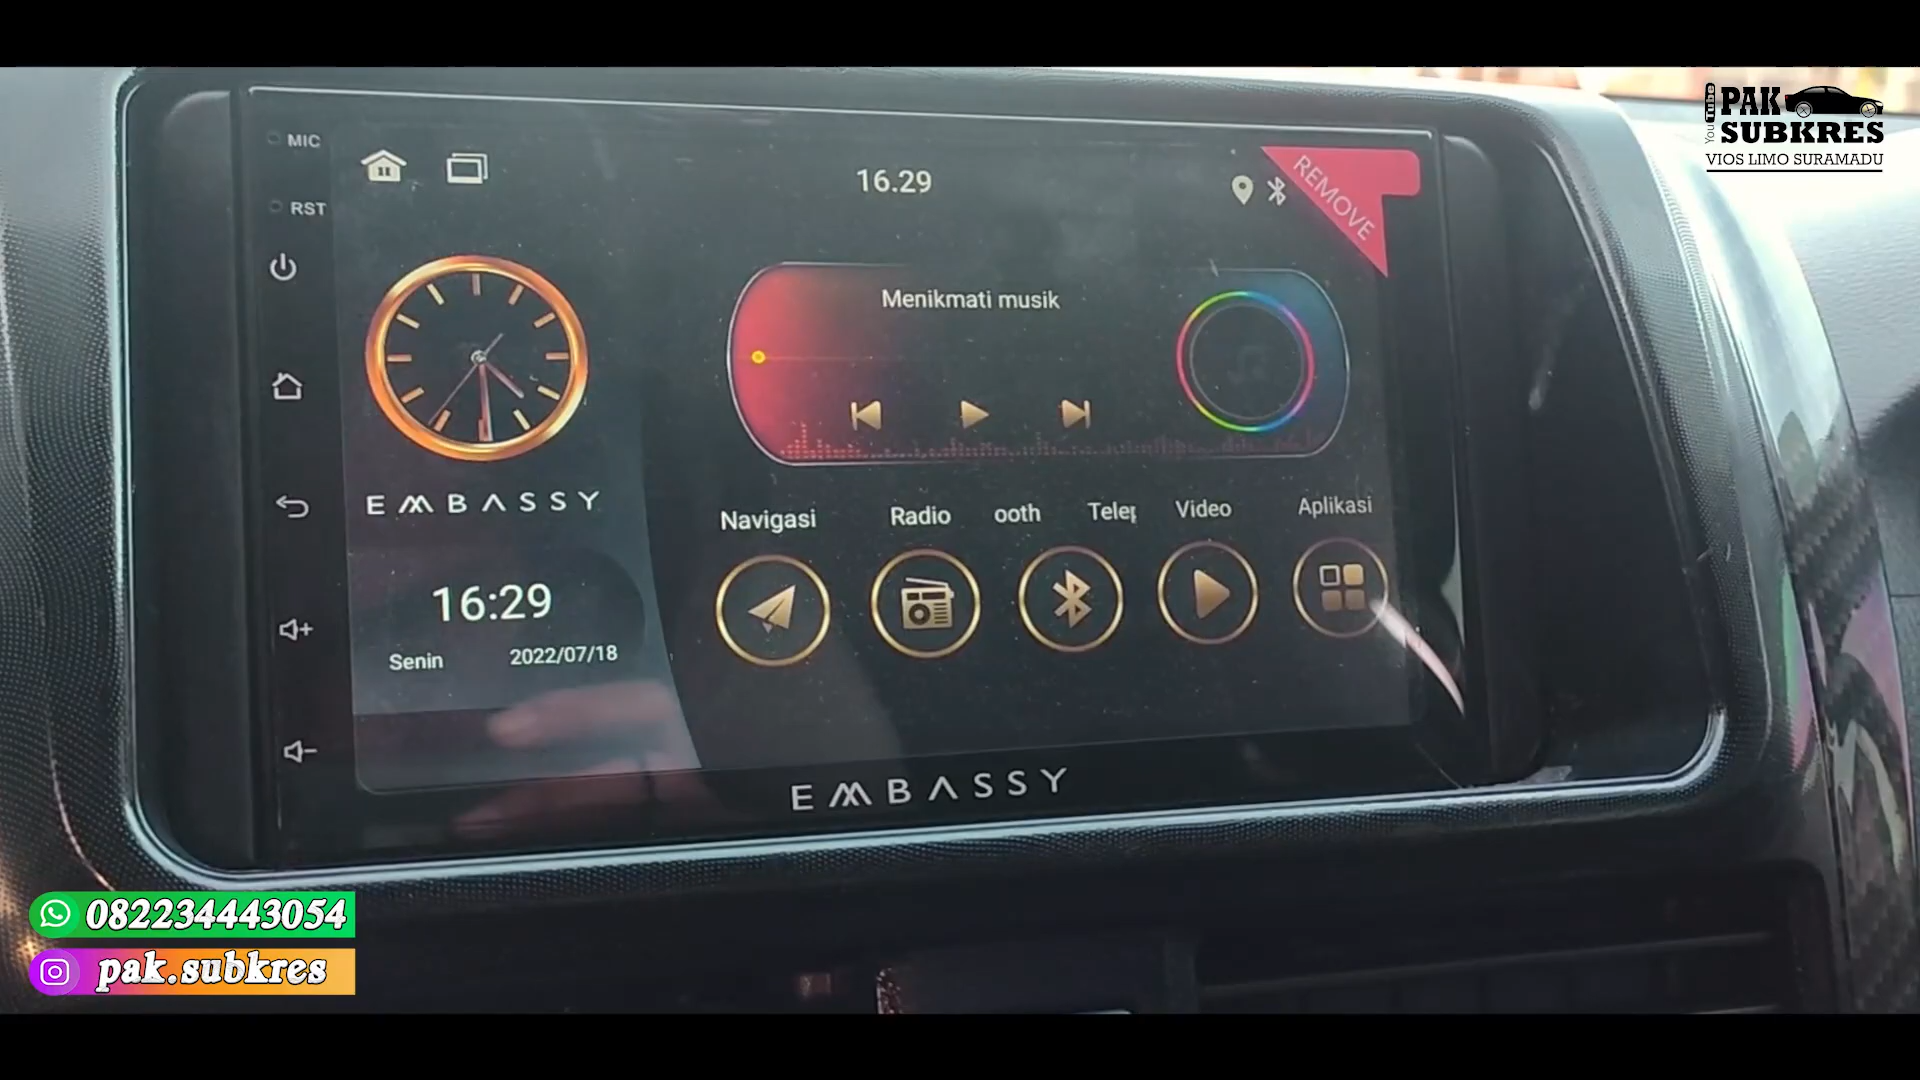 MIC
RST
16.29
REMOVE
Menikmati musik
EMBASSY
Navigasi
Radio
ooth
Telep
Video
Aplikasi
16:29
Senin
2022/07/18
EMBASSY
YouTube
PAK
SUBKRES
VIOS LIMO SURAMADU
082234443054
pak.subkres